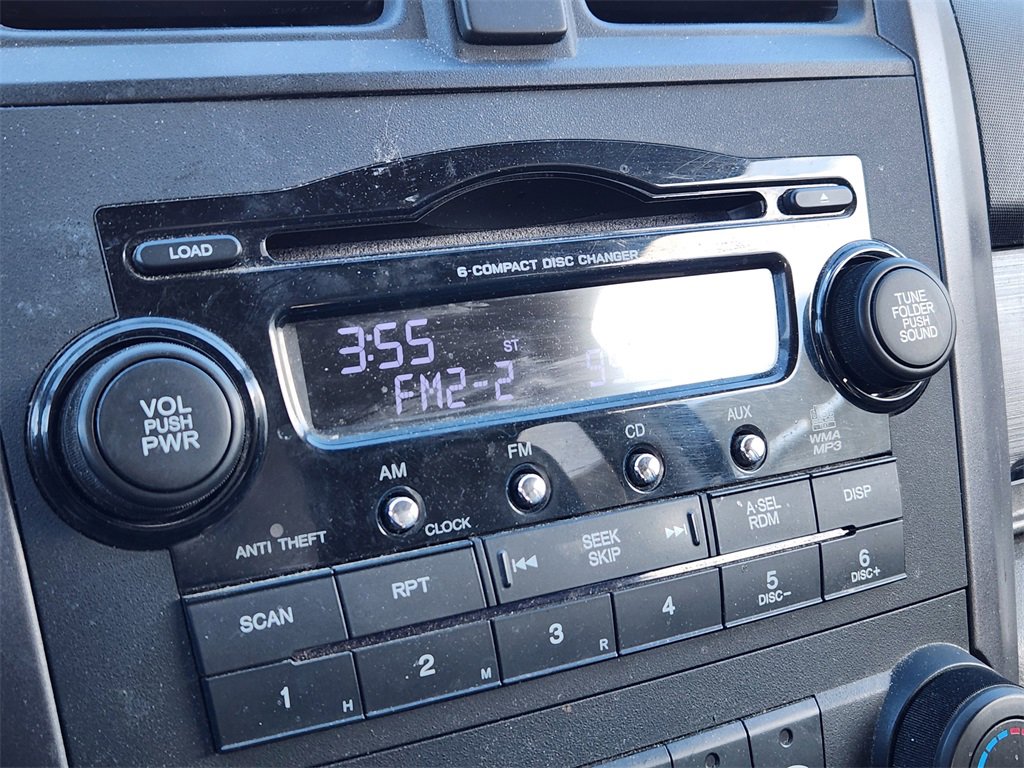 LOAD
6-COMPACT DISC CHANGER
TUNE
FOLDER
PUSH
SOUND
3:55
ST
FM2-2
VOL
PUSH
PWR
AM
FM
CD
AUX
WMA
MP3
CLOCK
ANTI THEFT
SEEK
SKIP
A.SEL
RDM
DISP
SCAN
RPT
1 H
2 M
3 R
4
5
DISC-
6
DISC+